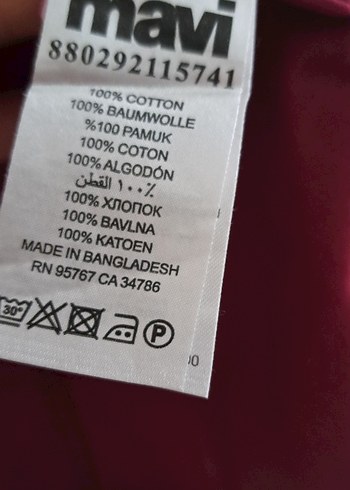 mavi
880292115741
100% COTTON
100% BAUMWOLLE
%100 PAMUK
100% COTON
100% ALGODÓN
٪١٠٠ القطن
100% ХЛОПОК
100% BAVLNA
100% KATOEN
MADE IN BANGLADESH
RN 95767 CA 34786
30° P